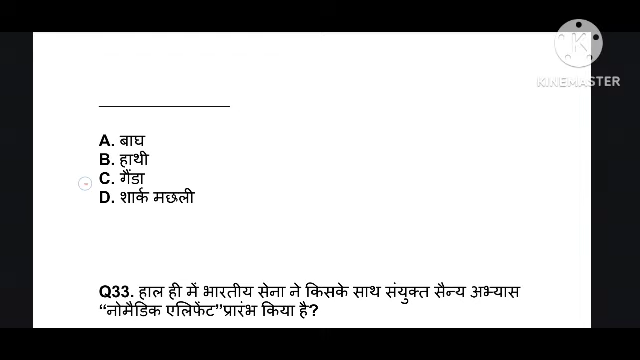 K
KINEMASTER
A. बाघ
B. हाथी
C. गैंडा
D. शार्क मछली
Q33. हाल ही में भारतीय सेना ने किसके साथ संयुक्त सैन्य अभ्यास
“नोमैडिक एलिफेंट”प्रारंभ किया है?